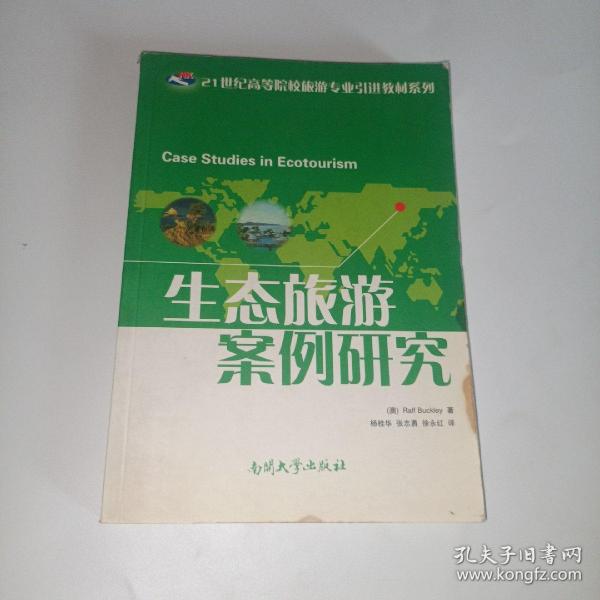 21世纪高等院校旅游专业引进教材系列
Case Studies in Ecotourism
生态旅游
案例研究
(澳) Ralf Buckley 著
杨桂华 张志勇 徐永红 译
南開大學出版社
孔夫子旧书网
www.kongfz.com